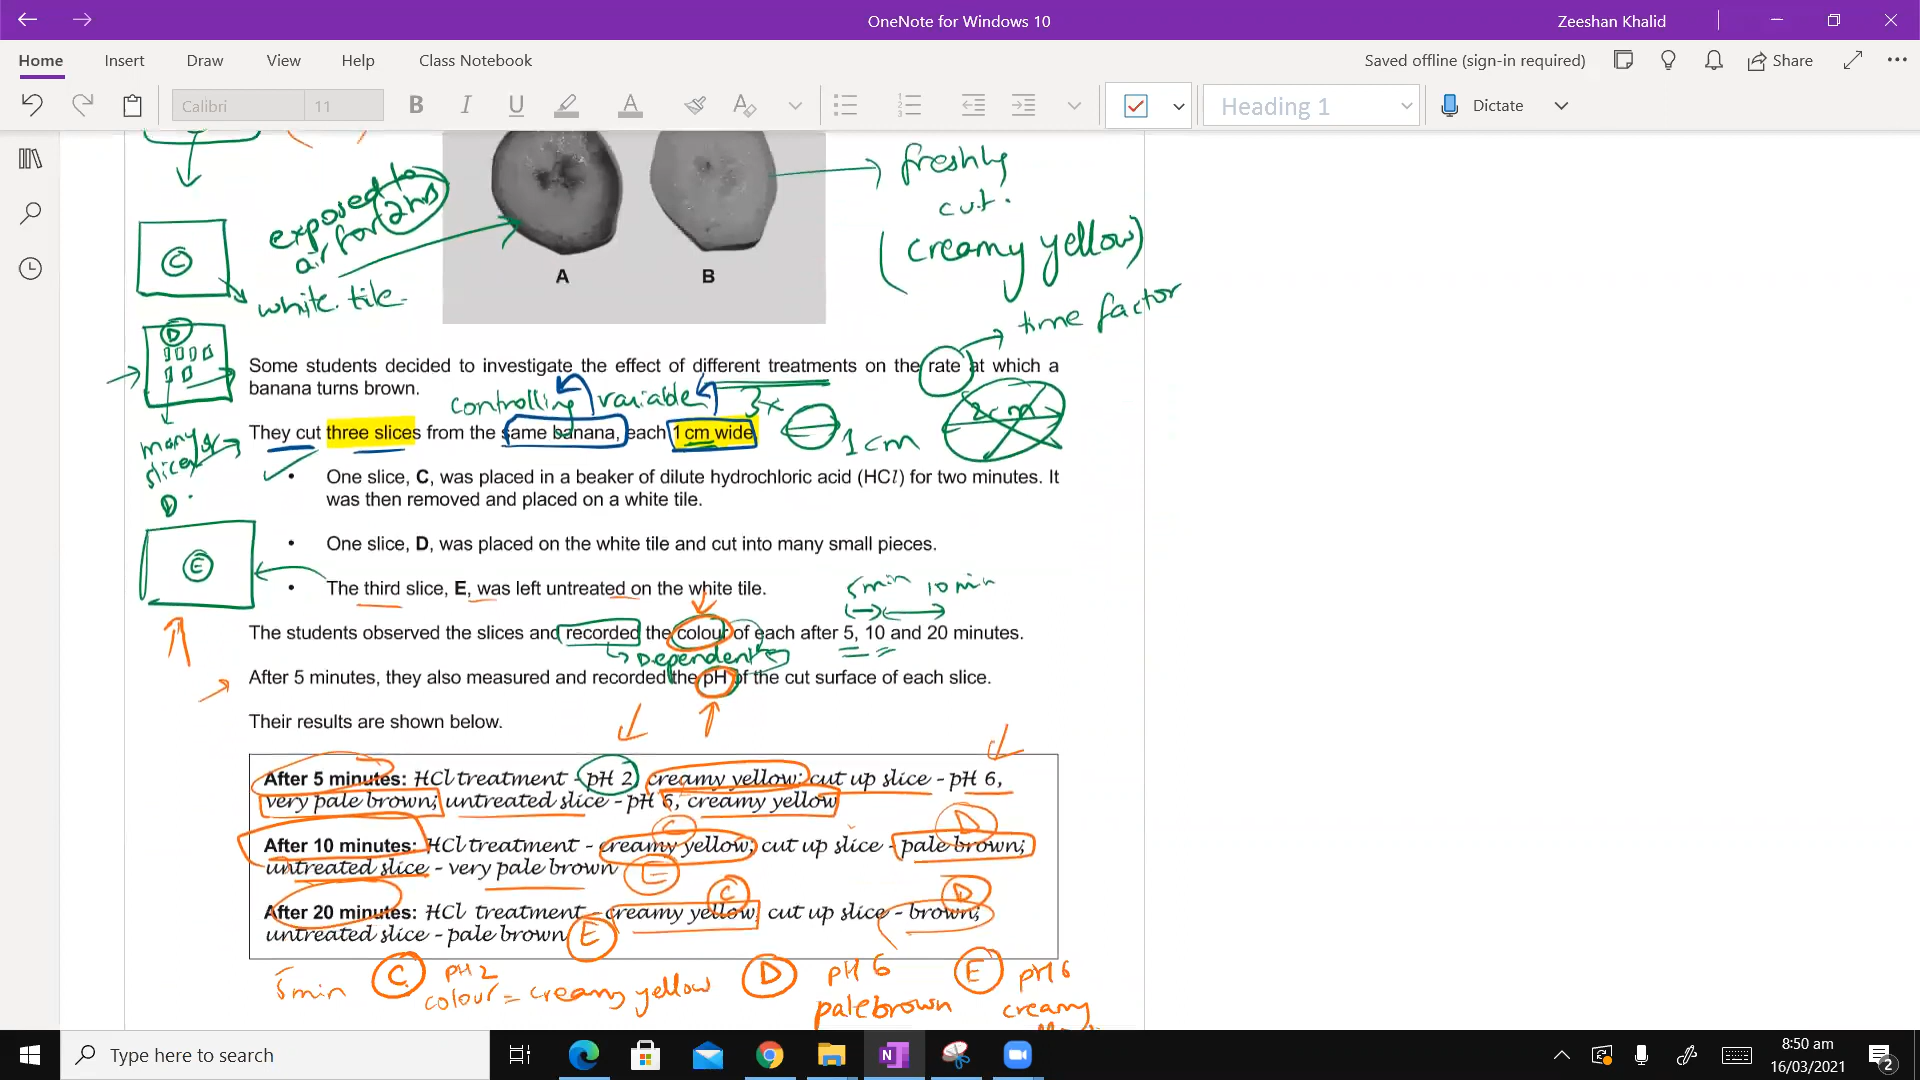 OneNote for Windows 10
Zeeshan Khalid
Home Insert Draw View Help Class Notebook
Saved offline (sign-in required)
Share
Calibri 11 B I U A
Heading 1
Dictate
exposed to
air for 2hrs
freshly
cut.
(creamy yellow)
C
white tile
A B
time factor
D
Some students decided to investigate the effect of different treatments on the rate at which a
banana turns brown.
controlling variable 3x
2cm
They cut three slices from the same banana, each 1 cm wide
1cm
many
slices
D
• One slice, C, was placed in a beaker of dilute hydrochloric acid (HCl) for two minutes. It
was then removed and placed on a white tile.
• One slice, D, was placed on the white tile and cut into many small pieces.
E
• The third slice, E, was left untreated on the white tile.
5min 10min
The students observed the slices and recorded the colour of each after 5, 10 and 20 minutes.
Dependent
After 5 minutes, they also measured and recorded the pH of the cut surface of each slice.
Their results are shown below.
After 5 minutes: HCl treatment - pH 2, creamy yellow; cut up slice - pH 6,
very pale brown; untreated slice - pH 6, creamy yellow
C D
After 10 minutes: HCl treatment - creamy yellow; cut up slice - pale brown;
untreated slice - very pale brown E
C D
After 20 minutes: HCl treatment - creamy yellow, cut up slice - brown;
untreated slice - pale brown E
5min C pH 2 D pH 6 E pH 6
colour = creamy yellow palebrown creamy
Type here to search
8:50 am
16/03/2021
2